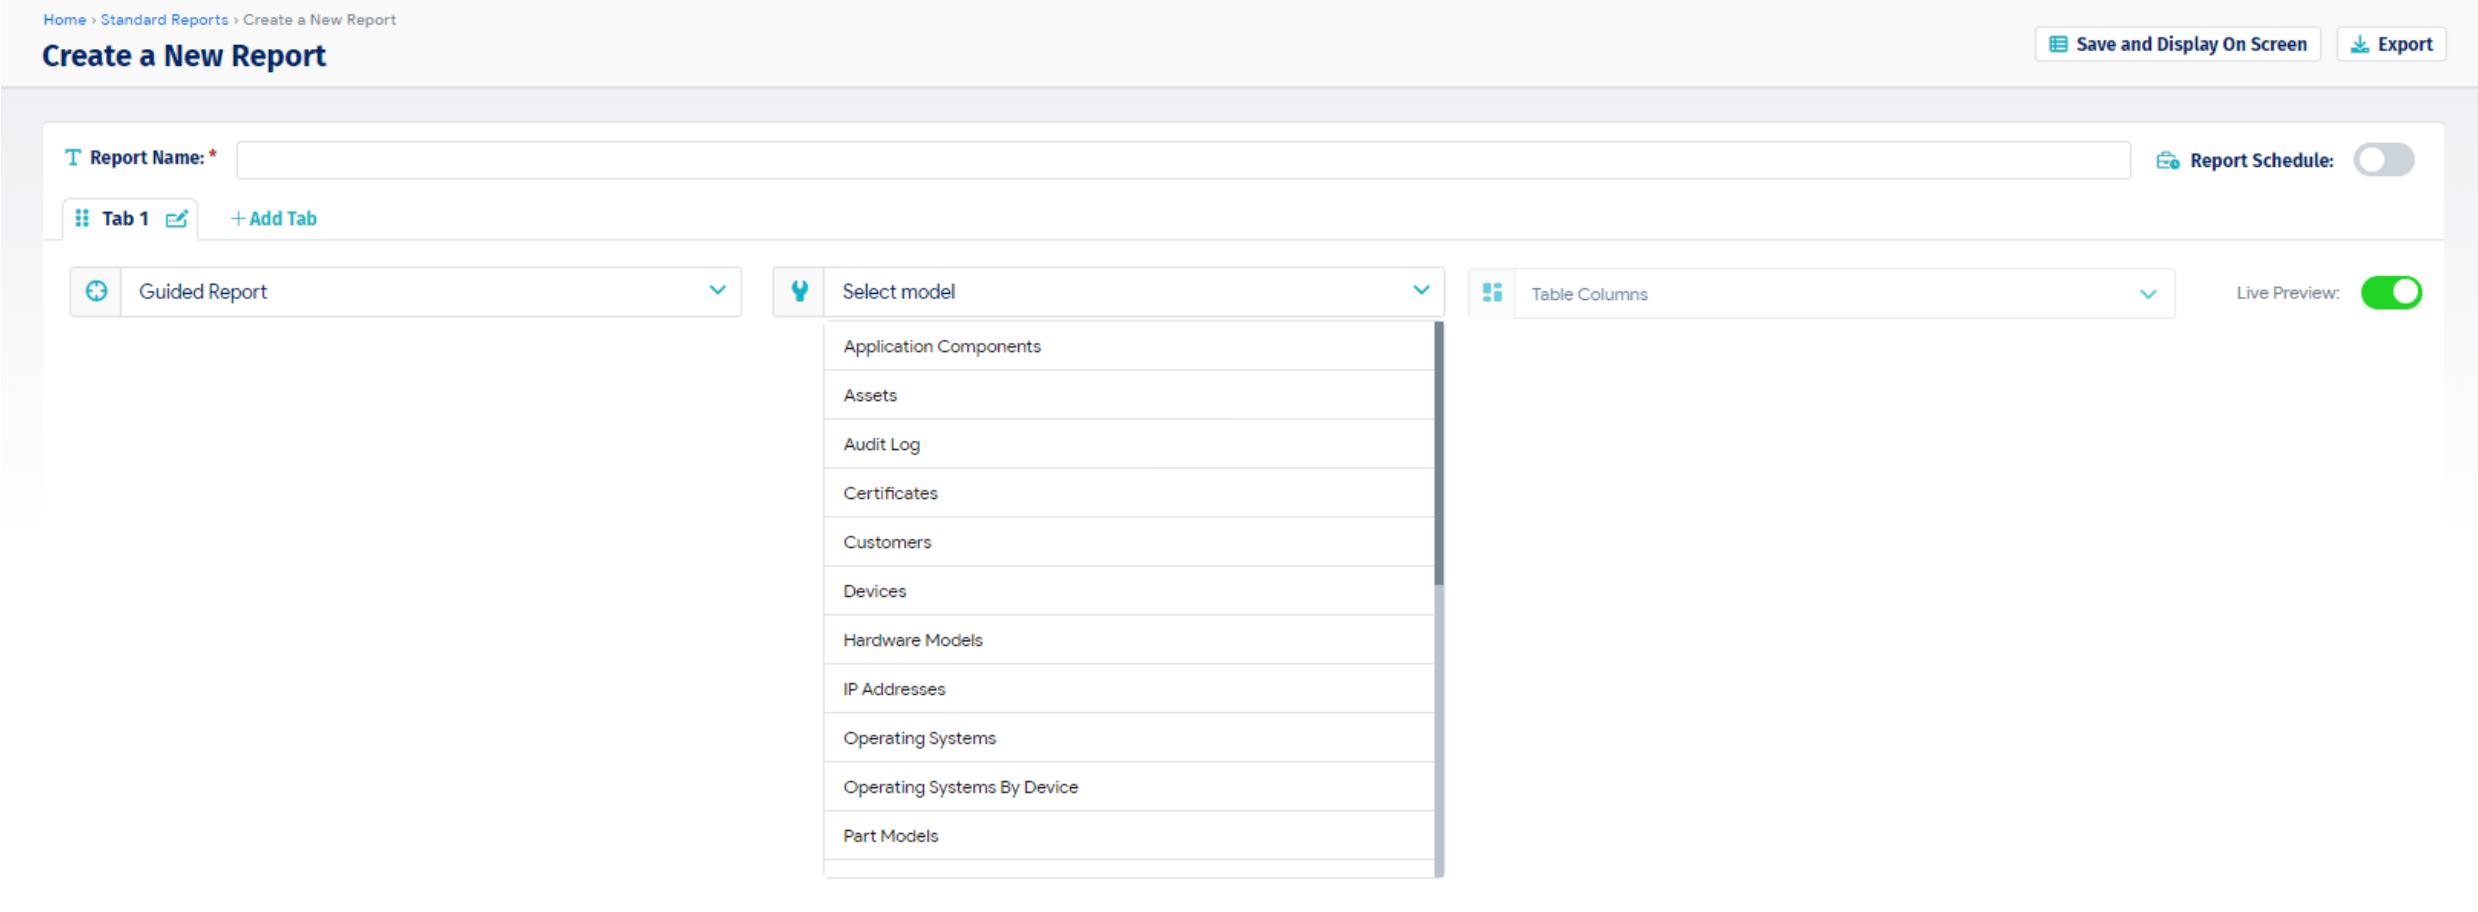 Home › Standard Reports › Create a New Report
Create a New Report
Save and Display On Screen
Export
Report Name: *
Report Schedule:
Tab 1
+ Add Tab
Guided Report
Select model
Table Columns
Live Preview:
Application Components
Assets
Audit Log
Certificates
Customers
Devices
Hardware Models
IP Addresses
Operating Systems
Operating Systems By Device
Part Models